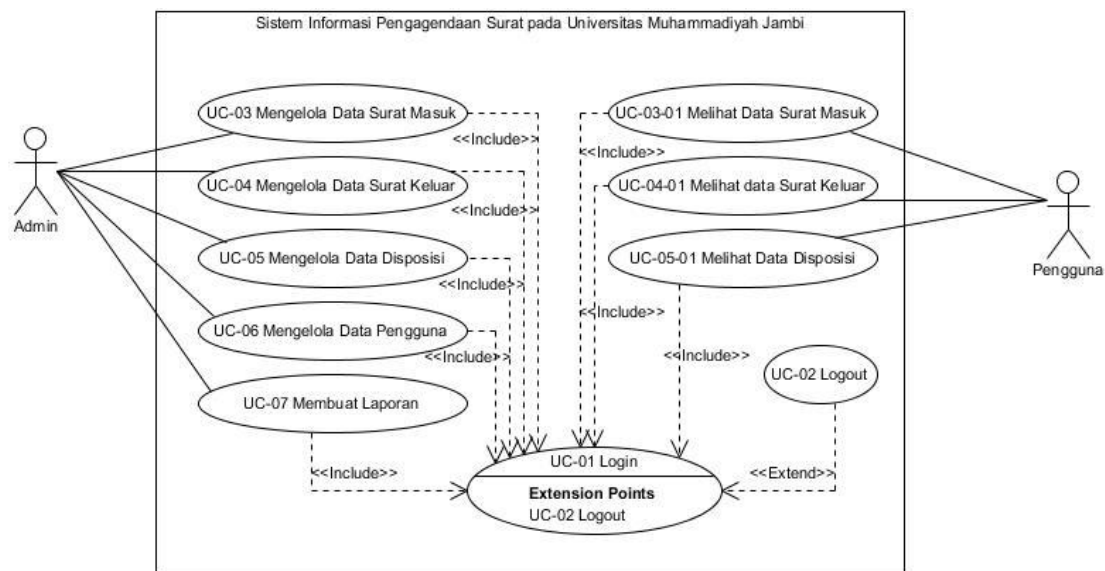 Sistem Informasi Pengagendaan Surat pada Universitas Muhammadiyah Jambi
UC-03 Mengelola Data Surat Masuk
<<Include>>
UC-04 Mengelola Data Surat Keluar
<<Include>>
UC-05 Mengelola Data Disposisi
<<Include>>
UC-06 Mengelola Data Pengguna
<<Include>>
UC-07 Membuat Laporan
<<Include>>
Admin
UC-03-01 Melihat Data Surat Masuk
<<Include>>
UC-04-01 Melihat data Surat Keluar
<<Include>>
UC-05-01 Melihat Data Disposisi
<<Include>>
Pengguna
UC-02 Logout
<<Extend>>
UC-01 Login
Extension Points
UC-02 Logout